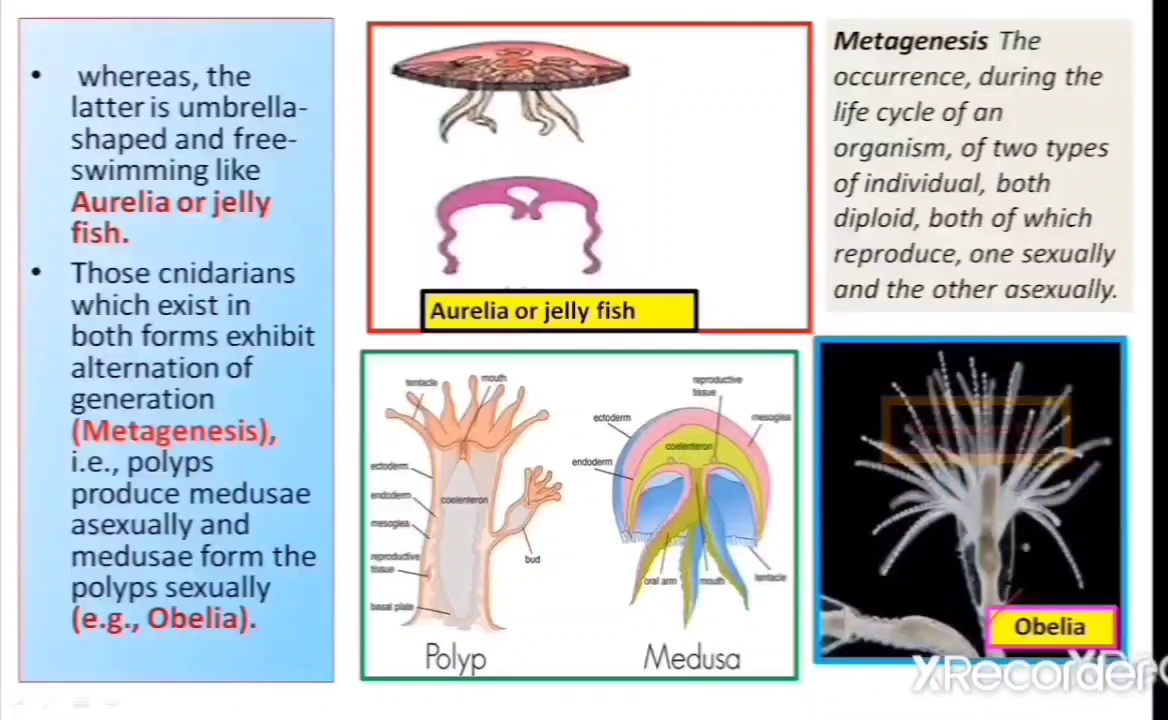 • whereas, the
latter is umbrella-
shaped and free-
swimming like
Aurelia or jelly
fish.
• Those cnidarians
which exist in
both forms exhibit
alternation of
generation
(Metagenesis),
i.e., polyps
produce medusae
asexually and
medusae form the
polyps sexually
(e.g., Obelia).
Aurelia or jelly fish
Metagenesis The
occurrence, during the
life cycle of an
organism, of two types
of individual, both
diploid, both of which
reproduce, one sexually
and the other asexually.
tentacle
mouth
ectoderm
endoderm
coelenteron
mesoglea
reproductive
tissue
bud
basal plate
Polyp
reproductive
tissue
ectoderm
mesoglea
coelenteron
endoderm
oral arm
mouth
tentacle
Medusa
Obelia
XRecorder